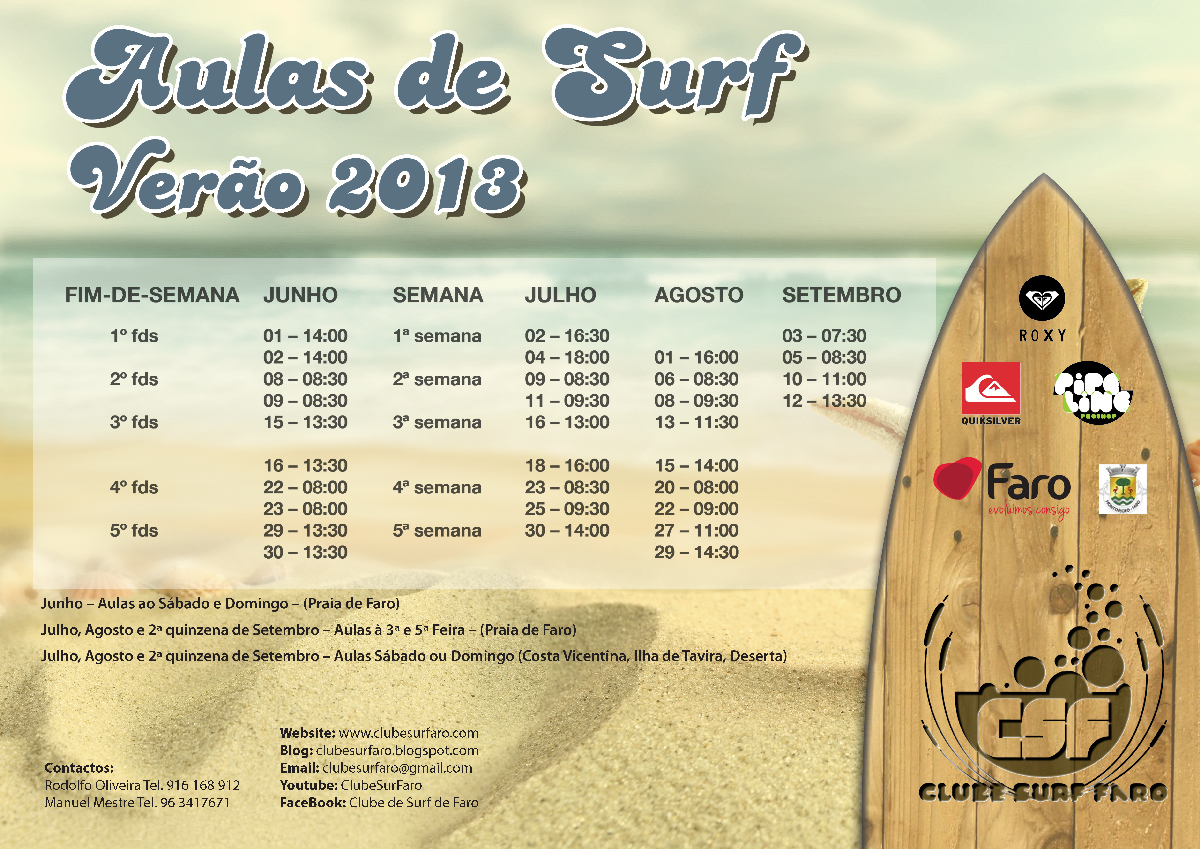 Aulas de Surf
Verão 2013
FIM-DE-SEMANA JUNHO SEMANA JULHO AGOSTO SETEMBRO
1º fds 01 – 14:00 1ª semana 02 – 16:30 03 – 07:30
02 – 14:00 04 – 18:00 01 – 16:00 05 – 08:30
2º fds 08 – 08:30 2ª semana 09 – 08:30 06 – 08:30 10 – 11:00
09 – 08:30 11 – 09:30 08 – 09:30 12 – 13:30
3º fds 15 – 13:30 3ª semana 16 – 13:00 13 – 11:30
16 – 13:30 18 – 16:00 15 – 14:00
4º fds 22 – 08:00 4ª semana 23 – 08:30 20 – 08:00
23 – 08:00 25 – 09:30 22 – 09:00
5º fds 29 – 13:30 5ª semana 30 – 14:00 27 – 11:00
30 – 13:30 29 – 14:30
Junho – Aulas ao Sábado e Domingo – (Praia de Faro)
Julho, Agosto e 2ª quinzena de Setembro – Aulas à 3ª e 5ª Feira – (Praia de Faro)
Julho, Agosto e 2ª quinzena de Setembro – Aulas Sábado ou Domingo (Costa Vicentina, Ilha de Tavira, Deserta)
Contactos:
Rodolfo Oliveira Tel. 916 168 912
Manuel Mestre Tel. 96 3417671
Website: www.clubesurfaro.com
Blog: clubesurfaro.blogspot.com
Email: clubesurfaro@gmail.com
Youtube: ClubeSurFaro
FaceBook: Clube de Surf de Faro
ROXY
QUIKSILVER
PIPE
LINE
Faro
evoluímos consigo
CSF
CLUBE SURF FARO